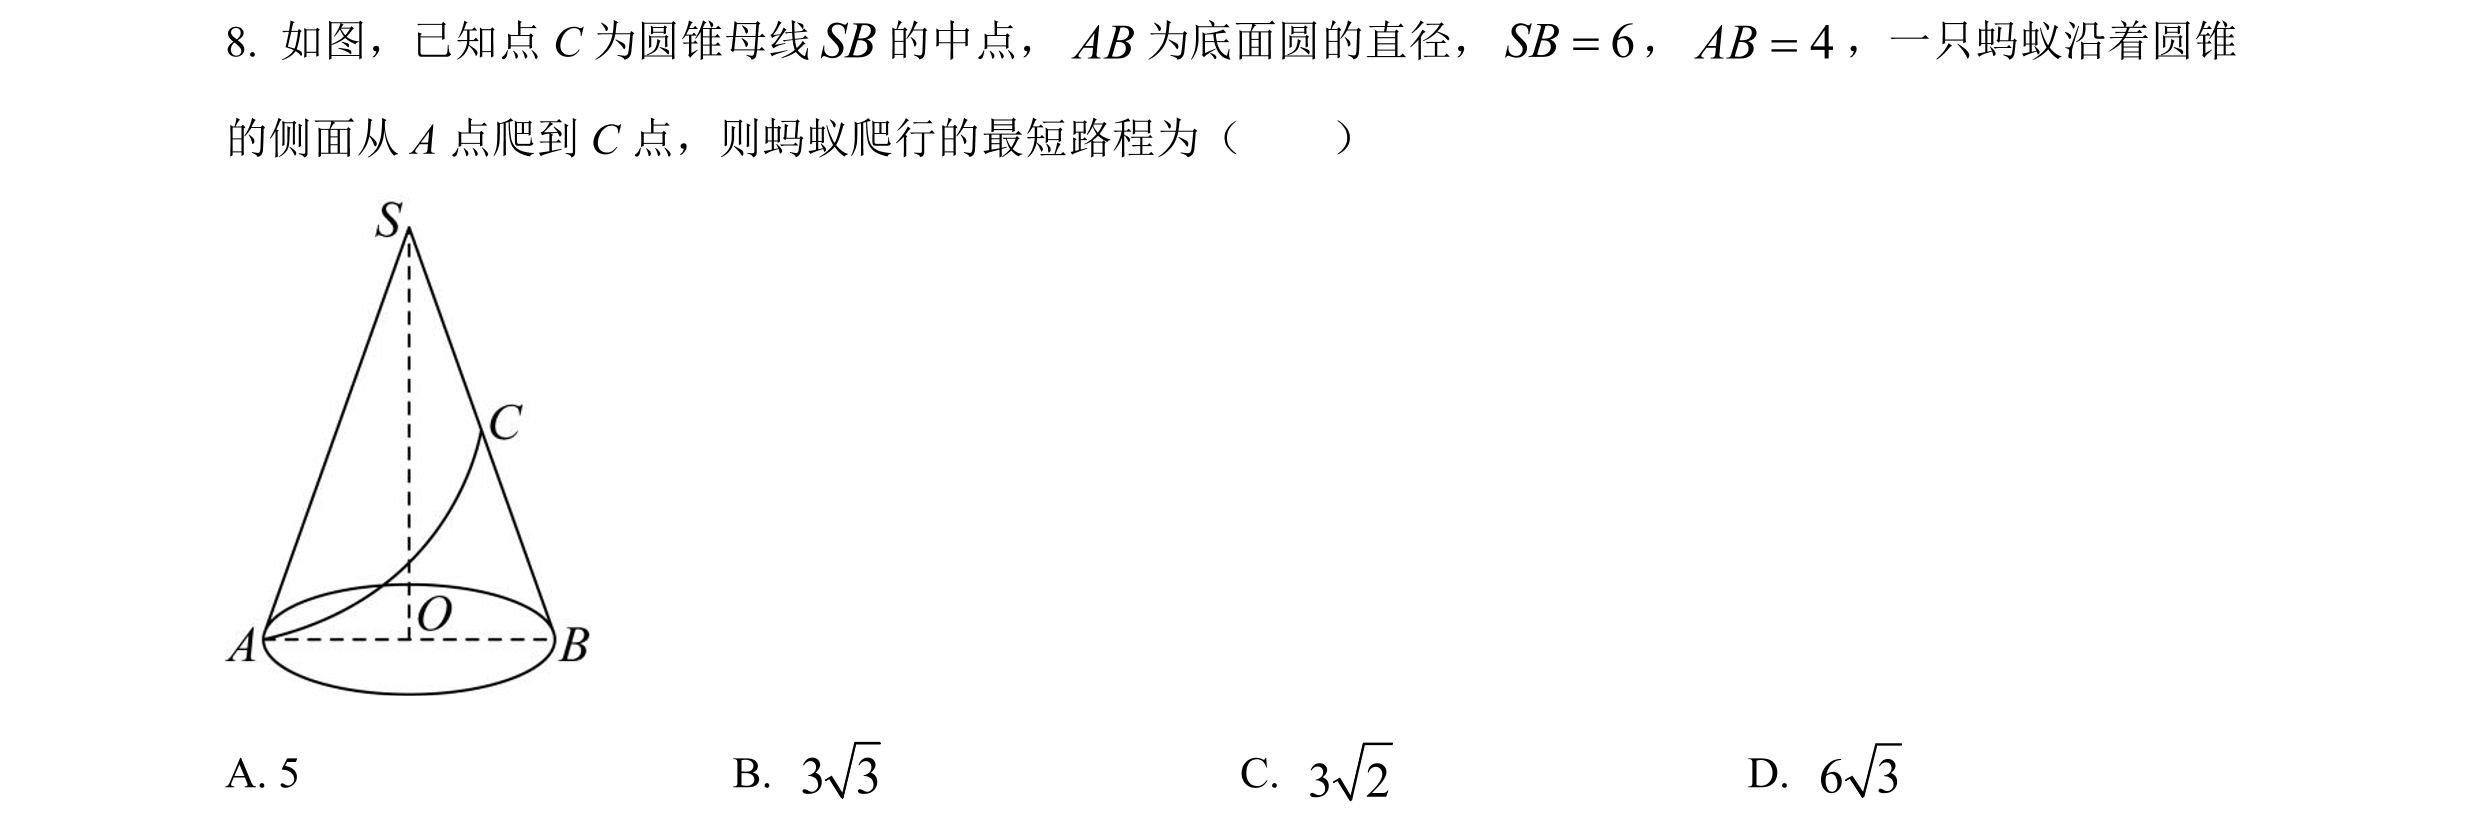 8. 如图，已知点 C 为圆锥母线 SB 的中点， AB 为底面圆的直径， SB = 6 ， AB = 4 ，一只蚂蚁沿着圆锥
的侧面从 A 点爬到 C 点，则蚂蚁爬行的最短路程为（　　）
S
C
O
A
B
A. 5 B. 3√3 C. 3√2 D. 6√3